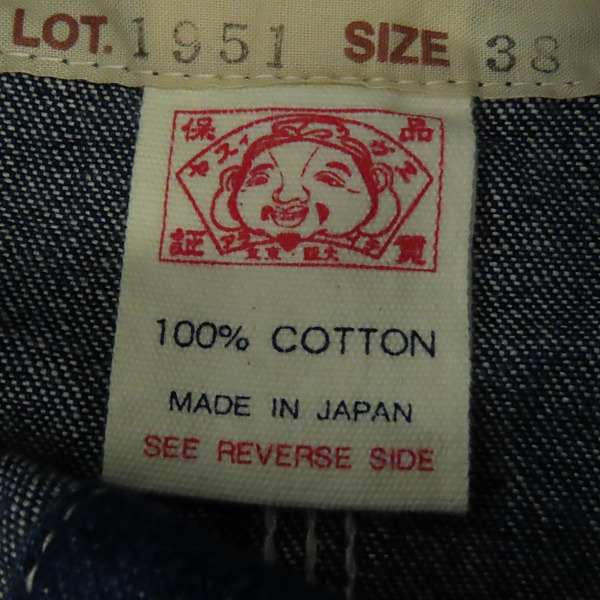 LOT. 1951 SIZE 38
保 品
証 質
100% COTTON
MADE IN JAPAN
SEE REVERSE SIDE